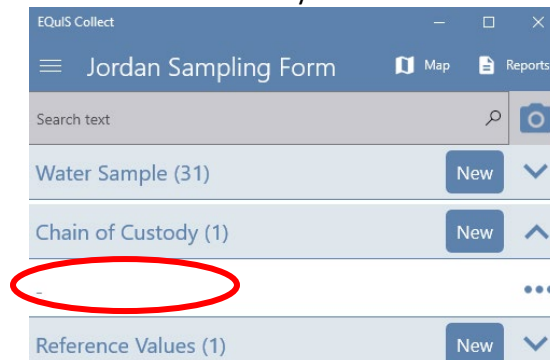 EQuIS Collect
Jordan Sampling Form
Map
Reports
Search text
Water Sample (31)
New
Chain of Custody (1)
New
-
Reference Values (1)
New